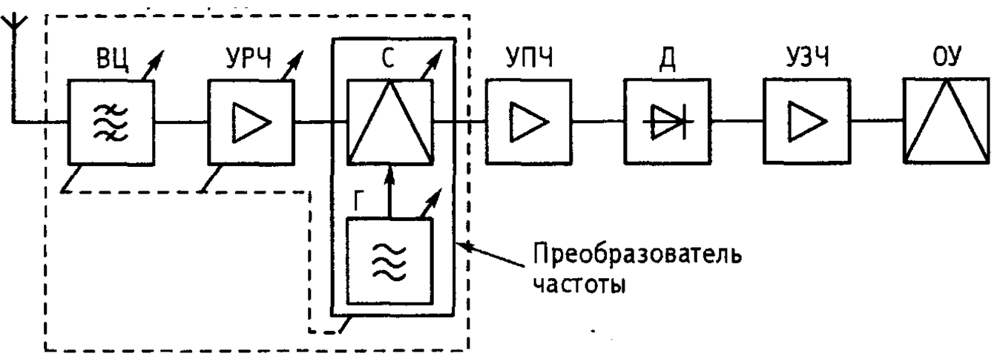 ВЦ
УРЧ
С
УПЧ
Д
УЗЧ
ОУ
Г
Преобразователь
частоты